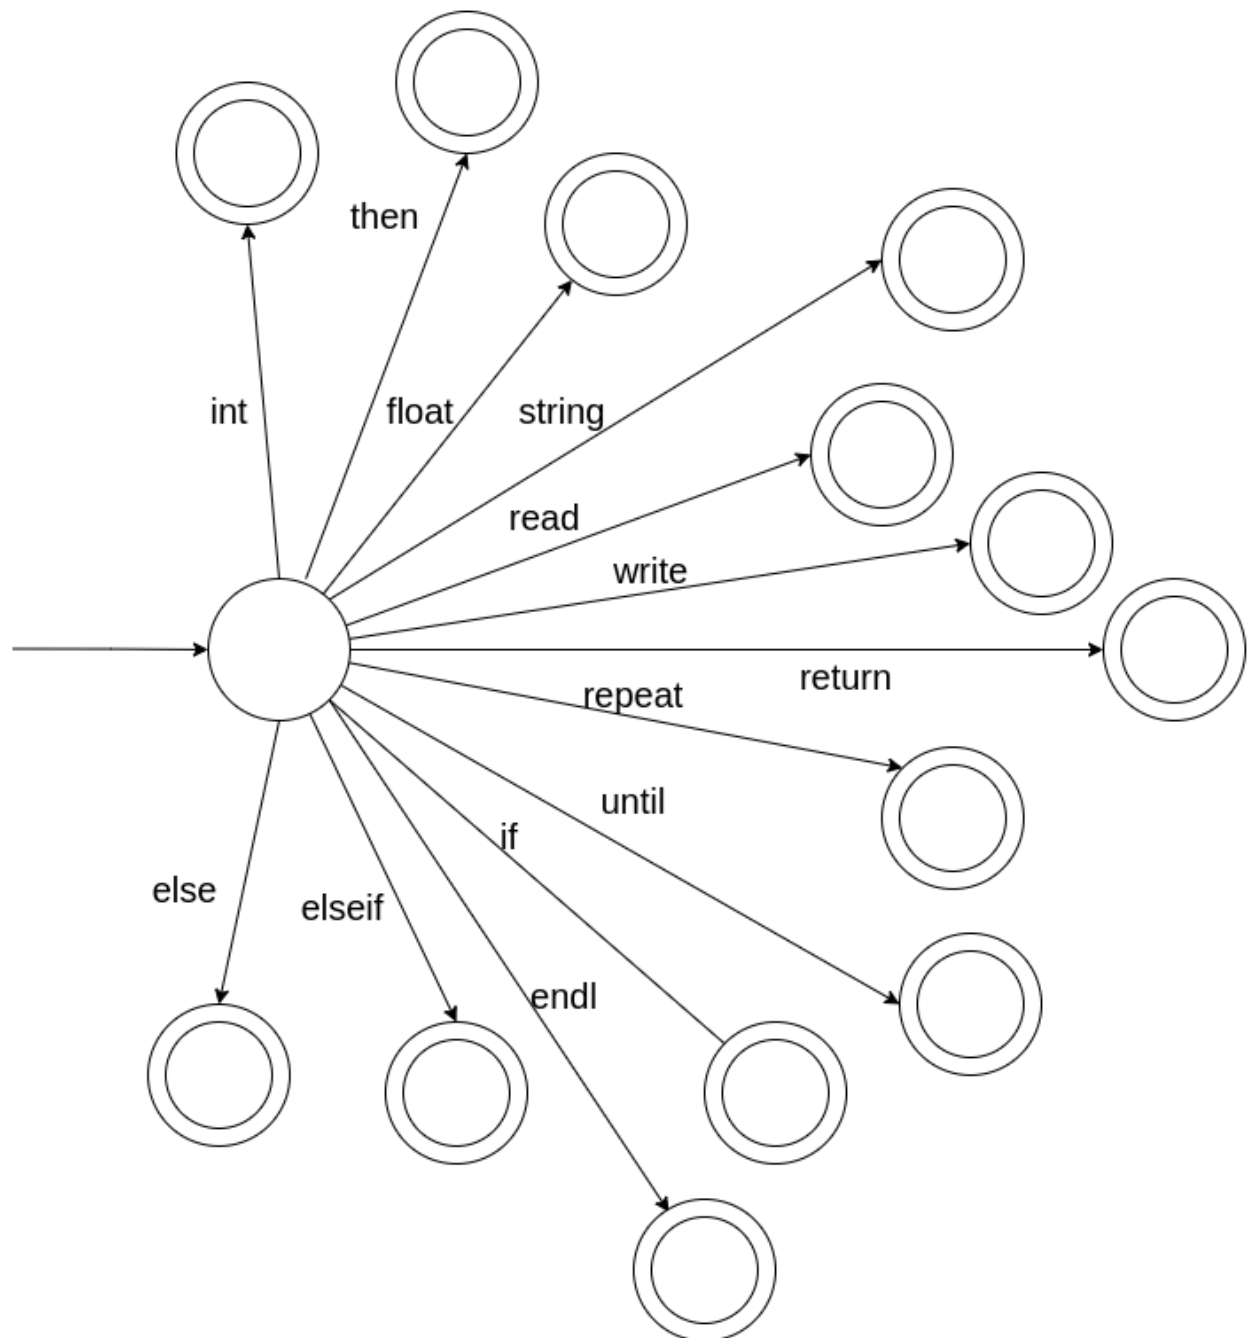 then
int
float
string
read
write
return
repeat
until
if
else
elseif
endl